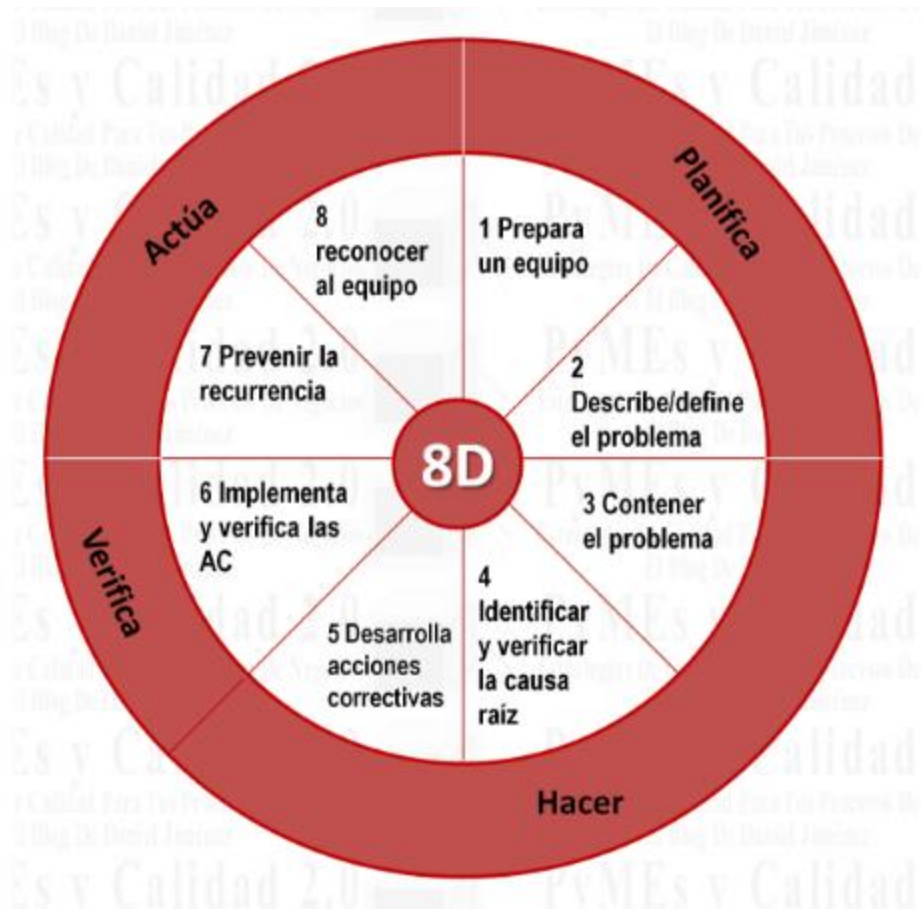 Planifica
1 Prepara
un equipo
2
Describe/define
el problema
Hacer
3 Contener
el problema
4
Identificar
y verificar
la causa
raíz
5 Desarrolla
acciones
correctivas
Verifica
6 Implementa
y verifica las
AC
Actúa
7 Prevenir la
recurrencia
8
reconocer
al equipo
8D